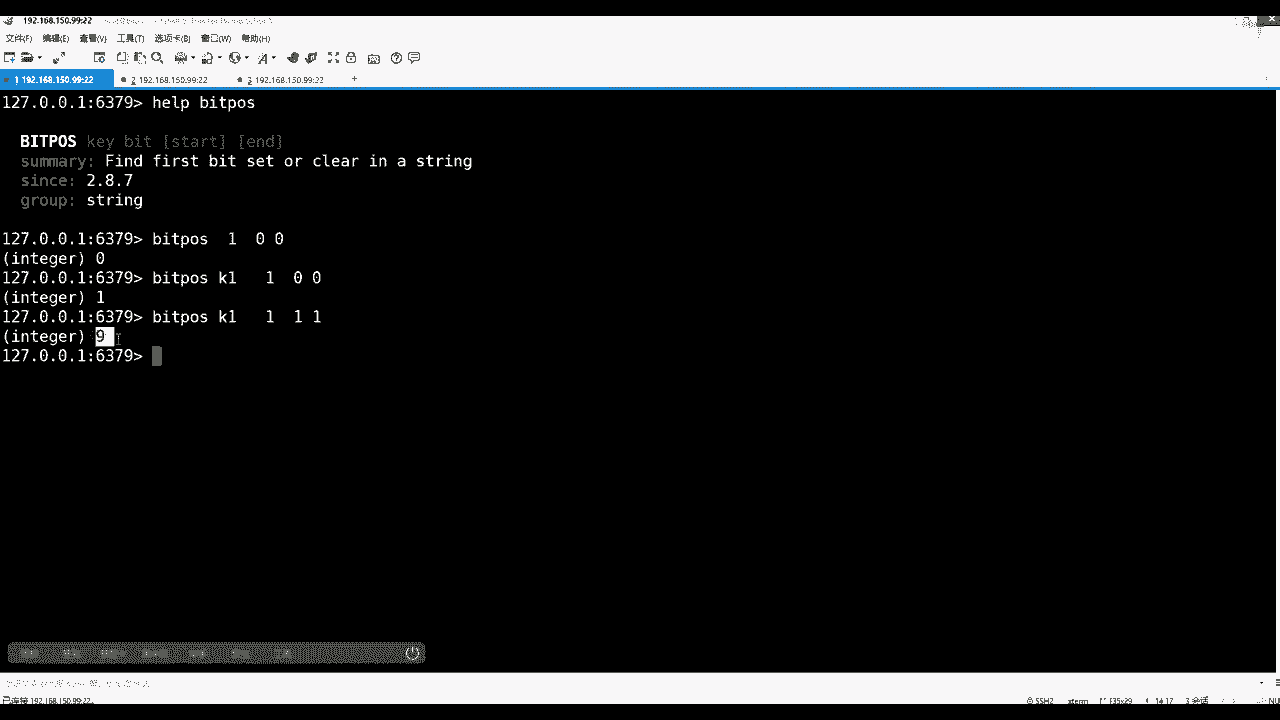 192.168.150.99:22
文件(F) 编辑(E) 查看(V) 工具(T) 选项卡(B) 窗口(W) 帮助(H)
1 192.168.150.99:22 2 192.168.150.99:22 2 192.168.150.99:22 +
127.0.0.1:6379> help bitpos
BITPOS key bit [start] [end]
summary: Find first bit set or clear in a string
since: 2.8.7
group: string
127.0.0.1:6379> bitpos  1  0 0
(integer) 0
127.0.0.1:6379> bitpos k1   1  0 0
(integer) 1
127.0.0.1:6379> bitpos k1   1  1 1
(integer) 9
127.0.0.1:6379>
已连接 192.168.150.99:22. SSH2 xterm 135x29 14,17 3 会话 NU